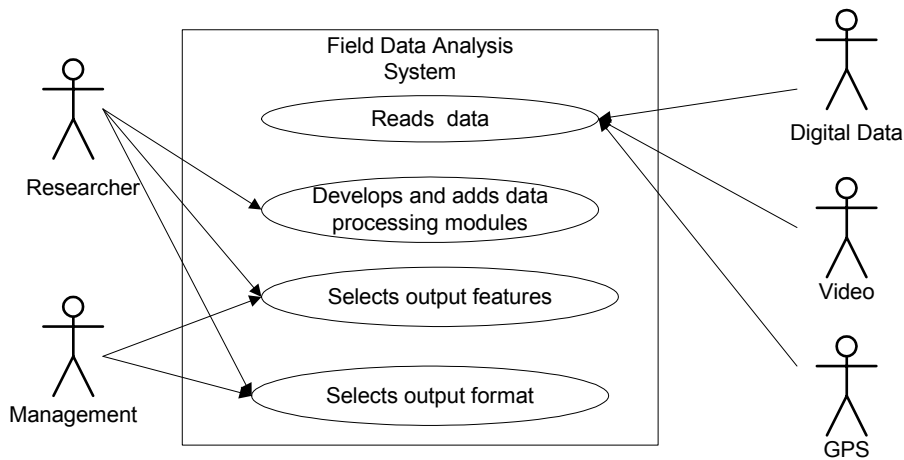 Field Data Analysis
System
Reads data
Digital Data
Researcher
Develops and adds data
processing modules
Selects output features
Video
Management
Selects output format
GPS